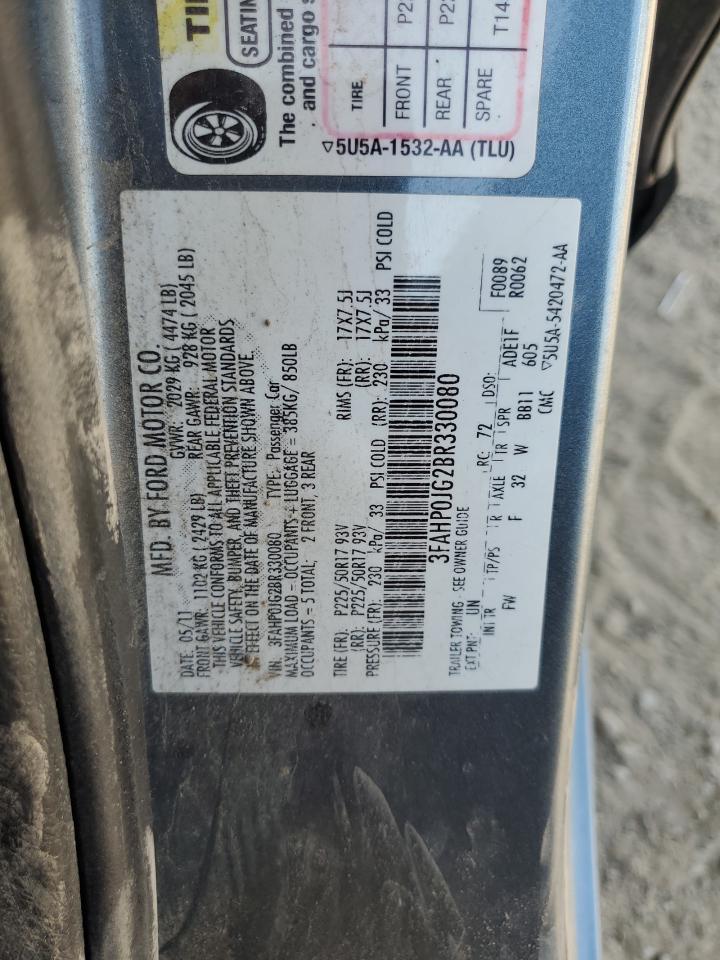 TIR
SEATIN
The combined
and cargo s
TIRE
FRONT P22
REAR P22
SPARE T14
▽5U5A-1532-AA (TLU)
MFD. BY FORD MOTOR CO.
DATE: 05/11 GVWR: 2029 KG ( 4474 LB)
FRONT GAWR: 1102 KG ( 2429 LB) REAR GAWR: 928 KG ( 2045 LB)
THIS VEHICLE CONFORMS TO ALL APPLICABLE FEDERAL MOTOR
VEHICLE SAFETY, BUMPER, AND THEFT PREVENTION STANDARDS
IN EFFECT ON THE DATE OF MANUFACTURE SHOWN ABOVE.
VIN: 3FAHP0JG2BR330080 TYPE: Passenger Car
MAXIMUM LOAD = OCCUPANTS + LUGGAGE = 385KG/ 850LB
OCCUPANTS = 5 TOTAL: 2 FRONT, 3 REAR
TIRE (FR): P225/50R17 93V RIMS (FR): 17X7.5J
(RR): P225/50R17 93V (RR): 17X7.5J
PRESSURE (FR): 230 kPa/ 33 PSI COLD (RR): 230 kPa/ 33 PSI COLD
3FAHP0JG2BR330080
TRAILER TOWING - SEE OWNER GUIDE
EXT PNT: UN RC: 72 DSO: F0089
R0062
INT TR TP/PS R AXLE TR SPR ADE1F
FW F 32 W BB11 605
CMC ▽5U5A-5420472-AA